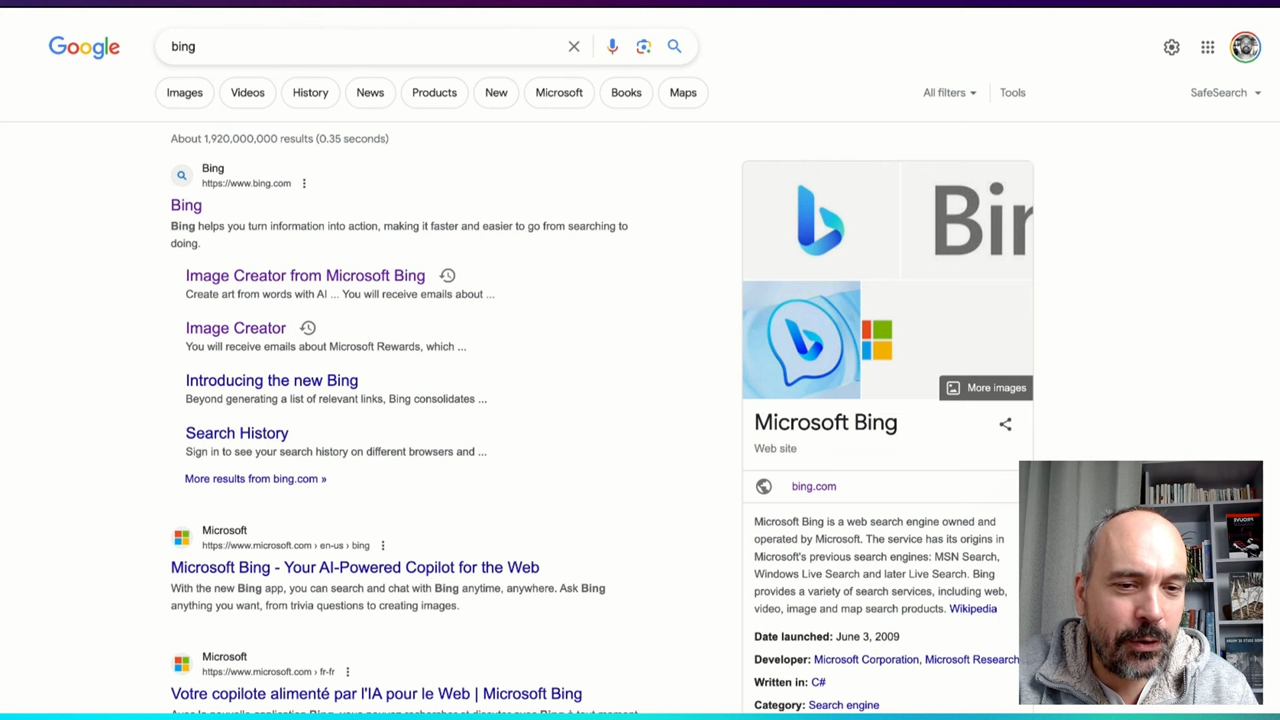 Google
bing
Images
Videos
History
News
Products
New
Microsoft
Books
Maps
All filters
Tools
SafeSearch
About 1,920,000,000 results (0.35 seconds)
Bing
https://www.bing.com
Bing
Bing helps you turn information into action, making it faster and easier to go from searching to
doing.
Image Creator from Microsoft Bing
Create art from words with AI ... You will receive emails about ...
Image Creator
You will receive emails about Microsoft Rewards, which ...
Introducing the new Bing
Beyond generating a list of relevant links, Bing consolidates ...
Search History
Sign in to see your search history on different browsers and ...
More results from bing.com »
Microsoft
https://www.microsoft.com › en-us › bing
Microsoft Bing - Your AI-Powered Copilot for the Web
With the new Bing app, you can search and chat with Bing anytime, anywhere. Ask Bing
anything you want, from trivia questions to creating images.
Microsoft
https://www.microsoft.com › fr-fr
Votre copilote alimenté par l'IA pour le Web | Microsoft Bing
Bin
More images
Microsoft Bing
Web site
bing.com
Microsoft Bing is a web search engine owned and
operated by Microsoft. The service has its origins in
Microsoft's previous search engines: MSN Search,
Windows Live Search and later Live Search. Bing
provides a variety of search services, including web,
video, image and map search products. Wikipedia
Date launched: June 3, 2009
Developer: Microsoft Corporation, Microsoft Research
Written in: C#
Category: Search engine